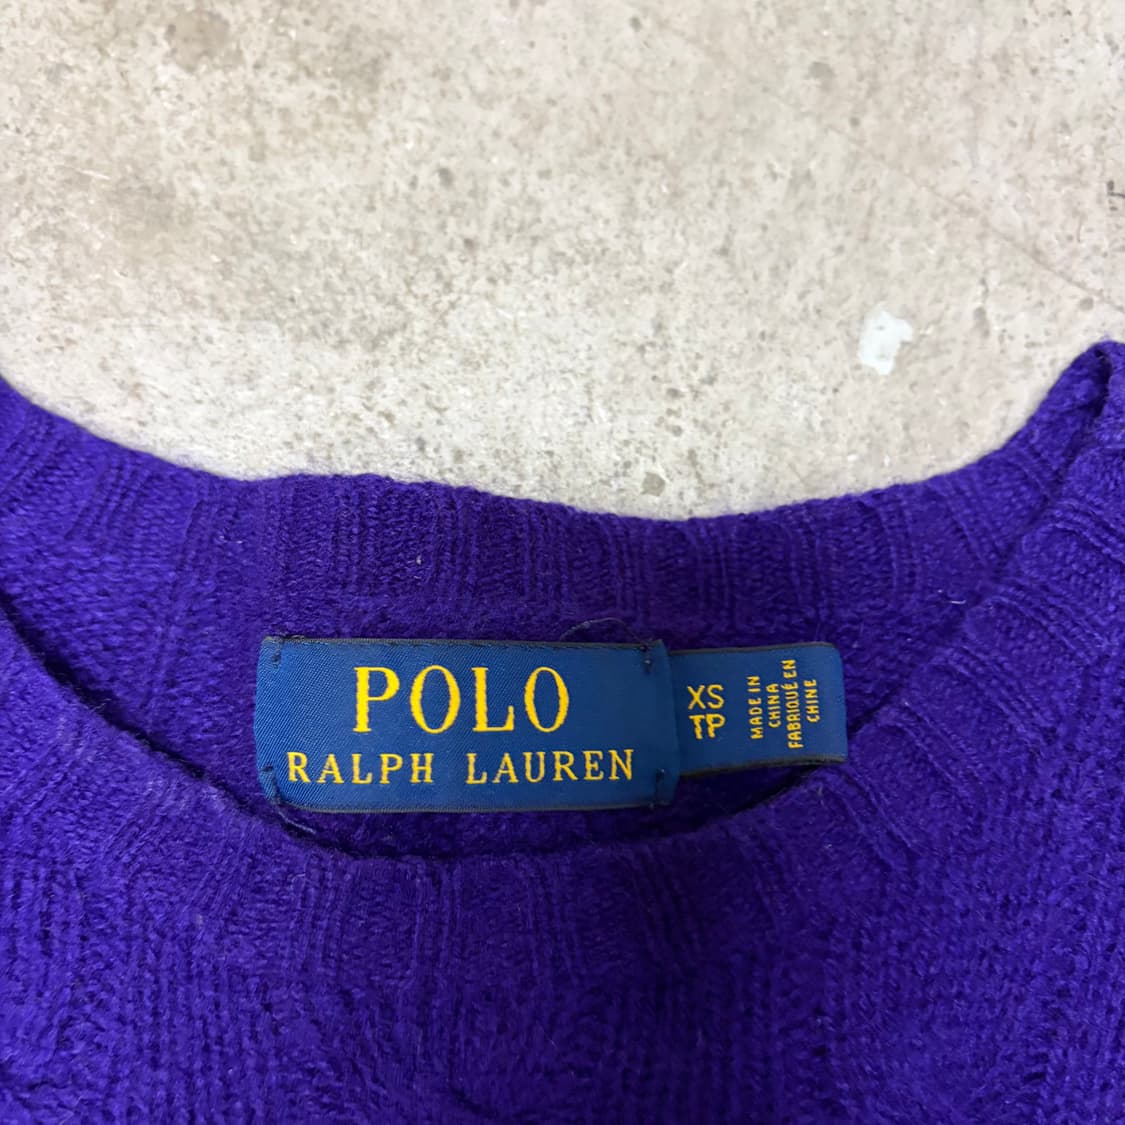 POLO
RALPH LAUREN
XS
TP
MADE IN
CHINA
FABRIQUÉ EN
CHINE